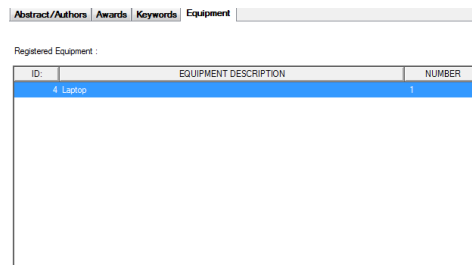 Abstract/Authors Awards Keywords Equipment
Registered Equipment :
ID: EQUIPMENT DESCRIPTION NUMBER
4 Laptop 1